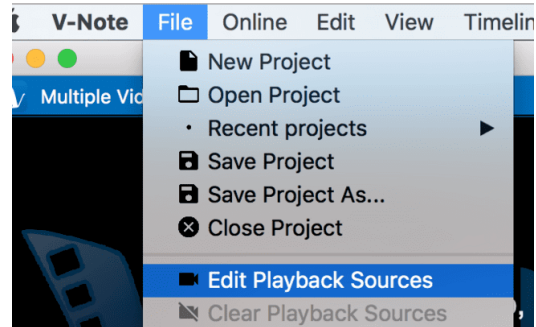 V-Note File Online Edit View Timelin
Multiple Vid
New Project
Open Project
Recent projects
Save Project
Save Project As...
Close Project
Edit Playback Sources
Clear Playback Sources